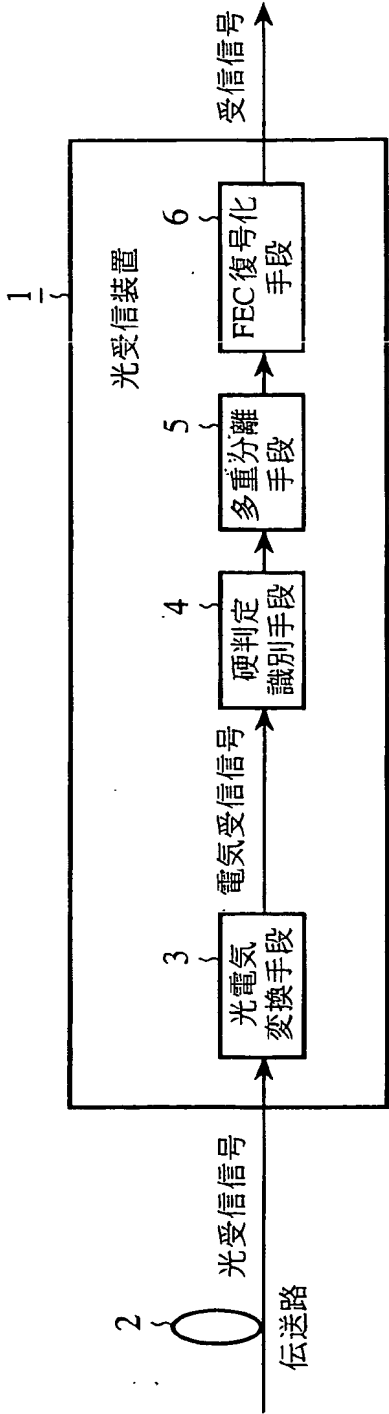 1
光受信装置
2
伝送路
光受信信号
3
光電気
変換手段
電気受信信号
4
硬判定
識別手段
5
多重分離
手段
6
FEC復号化
手段
受信信号